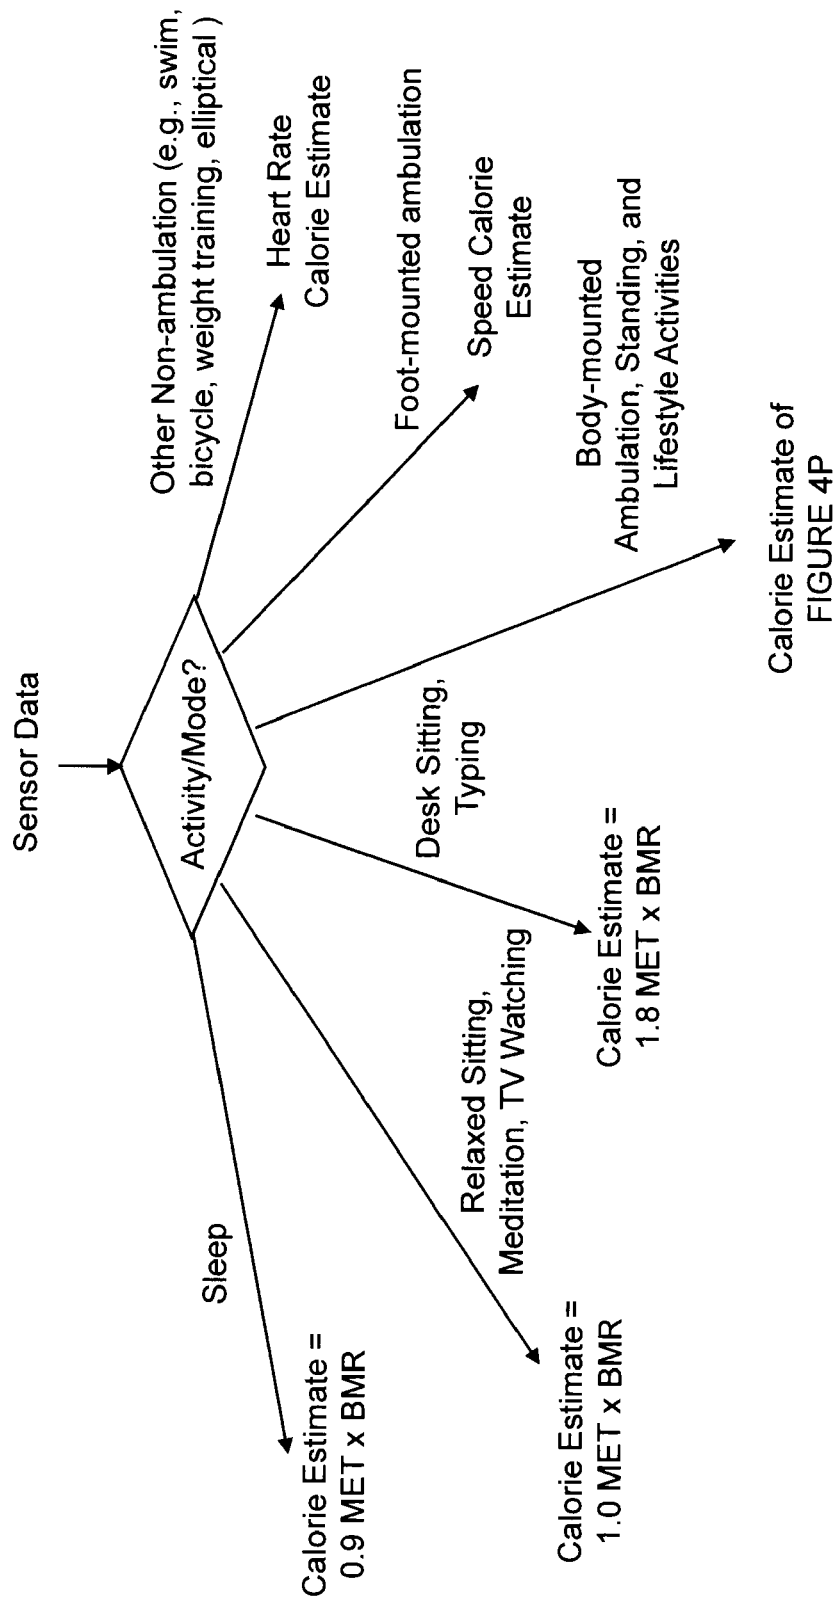 Sensor Data
Activity/Mode?
Sleep
Calorie Estimate =
0.9 MET x BMR
Relaxed Sitting,
Meditation, TV Watching
Calorie Estimate =
1.0 MET x BMR
Desk Sitting,
Typing
Calorie Estimate =
1.8 MET x BMR
Body-mounted
Ambulation, Standing, and
Lifestyle Activities
Calorie Estimate of
FIGURE 4P
Foot-mounted ambulation
Speed Calorie
Estimate
Other Non-ambulation (e.g., swim,
bicycle, weight training, elliptical )
Heart Rate
Calorie Estimate